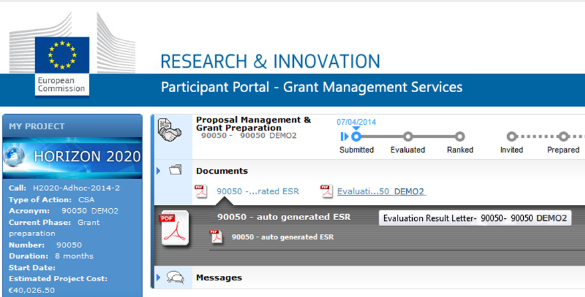 European
Commission
RESEARCH & INNOVATION
Participant Portal - Grant Management Services
MY PROJECT
HORIZON 2020
Call: H2020-Adhoc-2014-2
Type of Action: CSA
Acronym: 90050 DEMO2
Current Phase: Grant
preparation
Number: 90050
Duration: 8 months
Start Date:
Estimated Project Cost:
€40,026.50
Proposal Management &
Grant Preparation
90050 - 90050 DEMO2
07/04/2014
Submitted Evaluated Ranked Invited Prepared
Documents
PDF 90050 -...rated ESR PDF Evaluati...50 DEMO2
PDF 90050 - auto generated ESR Evaluation Result Letter- 90050- 90050 DEMO2
PDF 90050 - auto generated ESR
Messages